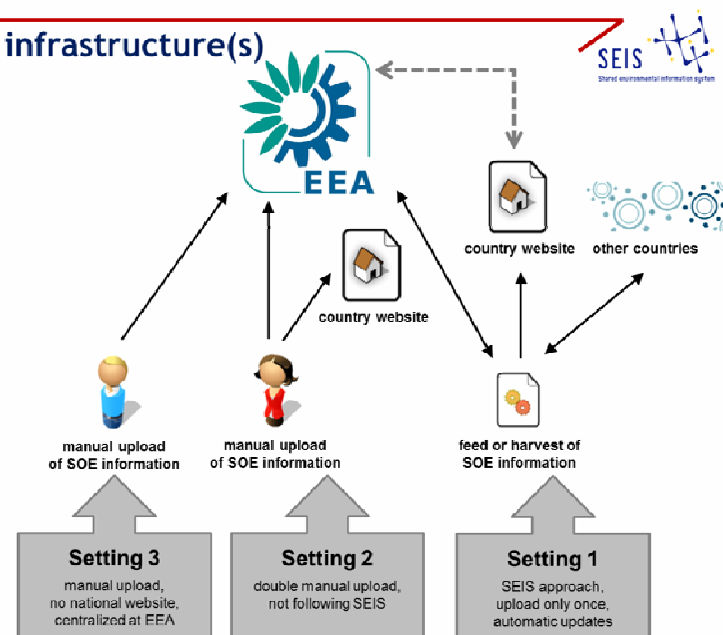 infrastructure(s)
SEIS
Shared environmental information system
EEA
country website
other countries
country website
manual upload
of SOE information
manual upload
of SOE information
feed or harvest of
SOE information
Setting 3
manual upload,
no national website,
centralized at EEA
Setting 2
double manual upload,
not following SEIS
Setting 1
SEIS approach,
upload only once,
automatic updates